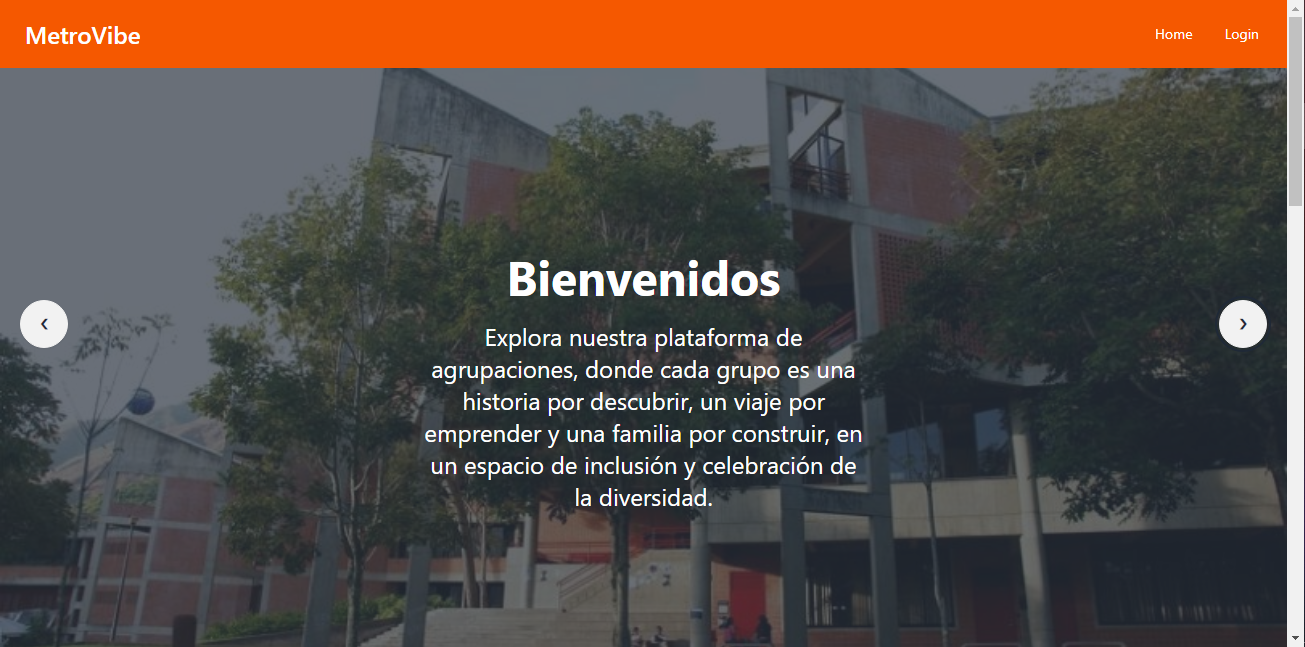 MetroVibe
Home
Login
Bienvenidos
Explora nuestra plataforma de
agrupaciones, donde cada grupo es una
historia por descubrir, un viaje por
emprender y una familia por construir, en
un espacio de inclusión y celebración de
la diversidad.